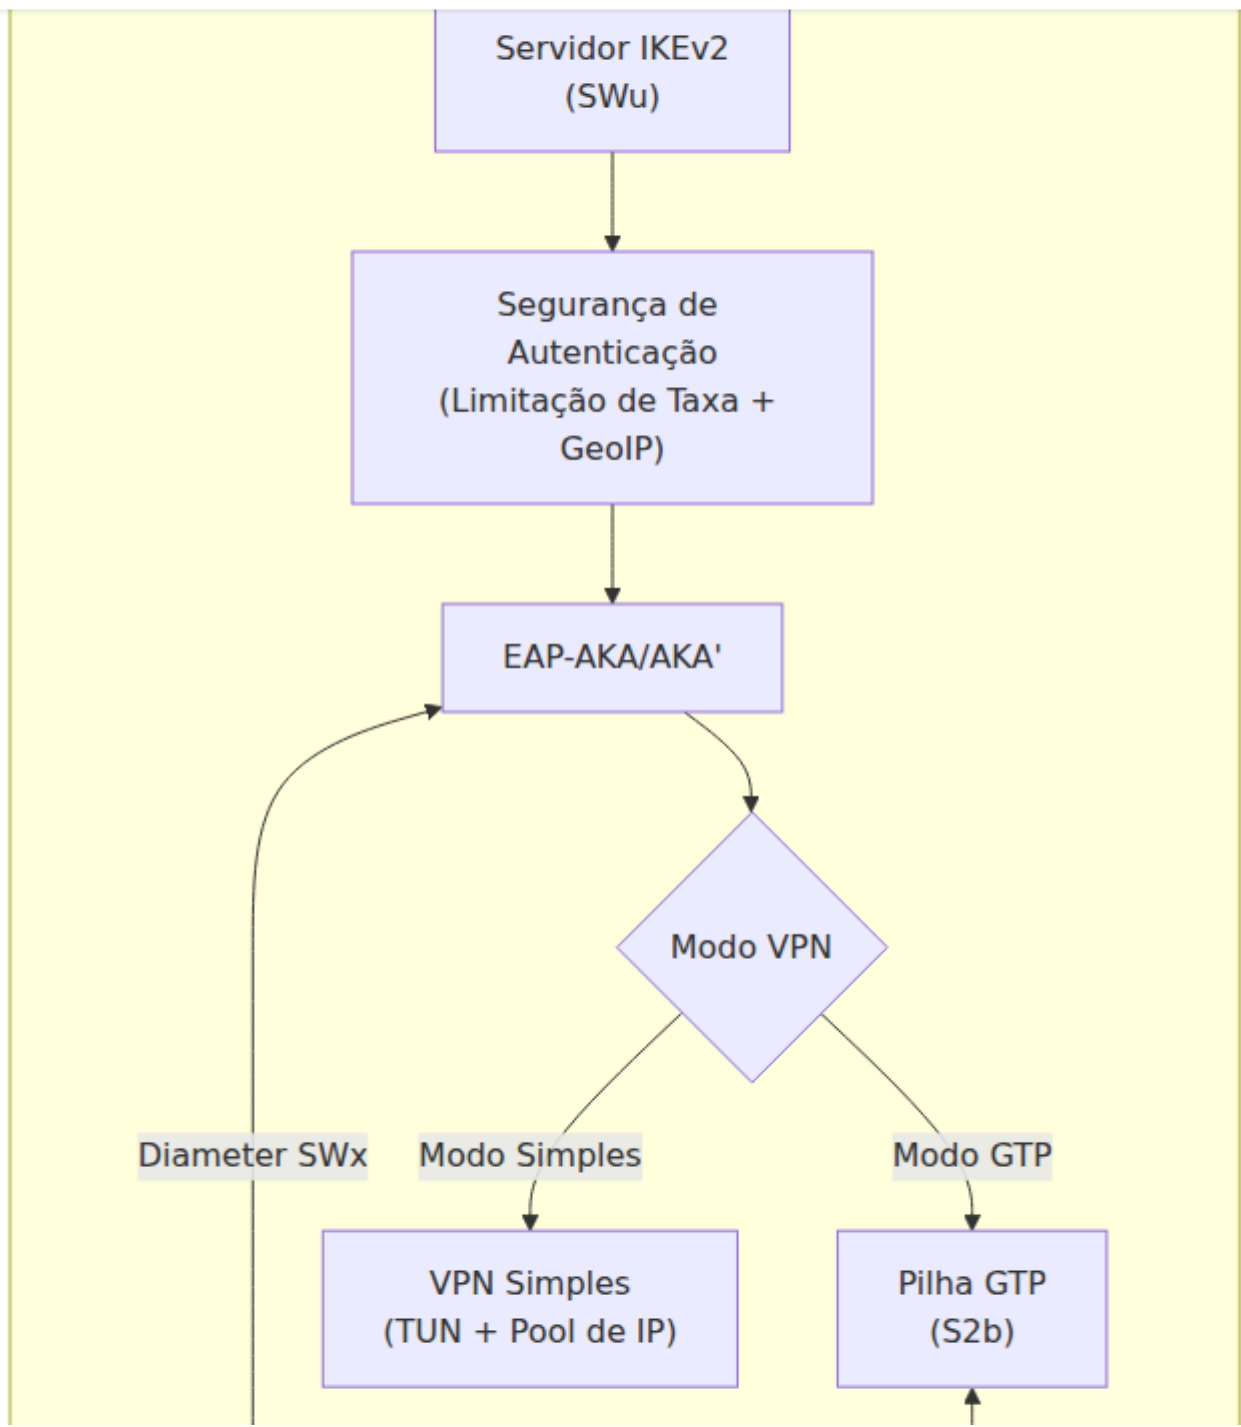 Servidor IKEv2
(SWu)
Segurança de
Autenticação
(Limitação de Taxa +
GeoIP)
EAP-AKA/AKA'
Modo VPN
Diameter SWx
Modo Simples
Modo GTP
VPN Simples
(TUN + Pool de IP)
Pilha GTP
(S2b)